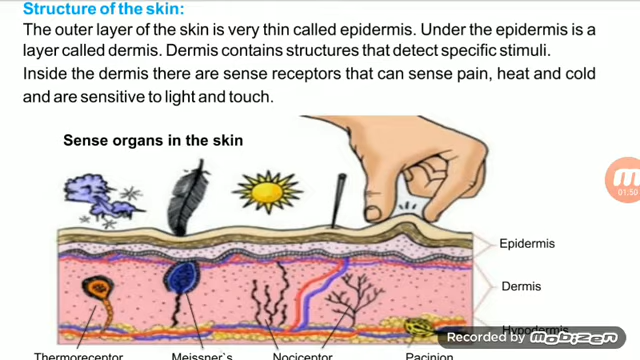 Structure of the skin:
The outer layer of the skin is very thin called epidermis. Under the epidermis is a
layer called dermis. Dermis contains structures that detect specific stimuli.
Inside the dermis there are sense receptors that can sense pain, heat and cold
and are sensitive to light and touch.
Sense organs in the skin
01:50
Epidermis
Dermis
Hypodermis
Recorded by mobizen
Thermoreceptor
Meissner`s
Nociceptor
Pacinion